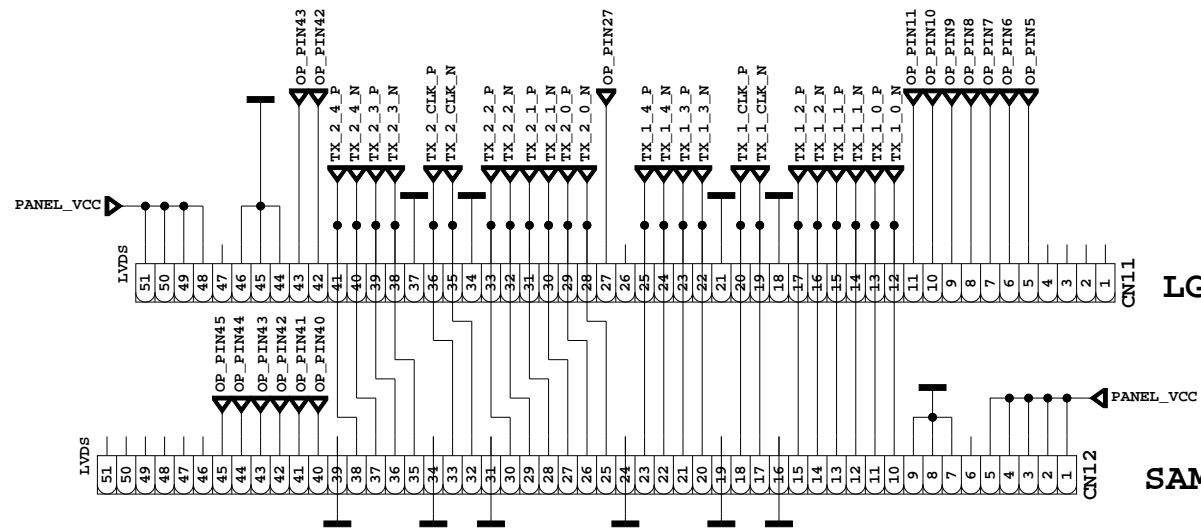 OP_PIN43
OP_PIN42
OP_PIN27
OP_PIN11
OP_PIN10
OP_PIN9
OP_PIN8
OP_PIN7
OP_PIN6
OP_PIN5
TX_2_4_P
TX_2_4_N
TX_2_3_P
TX_2_3_N
TX_2_CLK_P
TX_2_CLK_N
TX_2_2_P
TX_2_2_N
TX_2_1_P
TX_2_1_N
TX_2_0_P
TX_2_0_N
TX_1_4_P
TX_1_4_N
TX_1_3_P
TX_1_3_N
TX_1_CLK_P
TX_1_CLK_N
TX_1_2_P
TX_1_2_N
TX_1_1_P
TX_1_1_N
TX_1_0_P
TX_1_0_N
PANEL_VCC
LVDS
51 50 49 48 47 46 45 44 43 42 41 40 39 38 37 36 35 34 33 32 31 30 29 28 27 26 25 24 23 22 21 20 19 18 17 16 15 14 13 12 11 10 9 8 7 6 5 4 3 2 1
CN11
LG
OP_PIN45
OP_PIN44
OP_PIN43
OP_PIN42
OP_PIN41
OP_PIN40
PANEL_VCC
LVDS
51 50 49 48 47 46 45 44 43 42 41 40 39 38 37 36 35 34 33 32 31 30 29 28 27 26 25 24 23 22 21 20 19 18 17 16 15 14 13 12 11 10 9 8 7 6 5 4 3 2 1
CN12
SAM